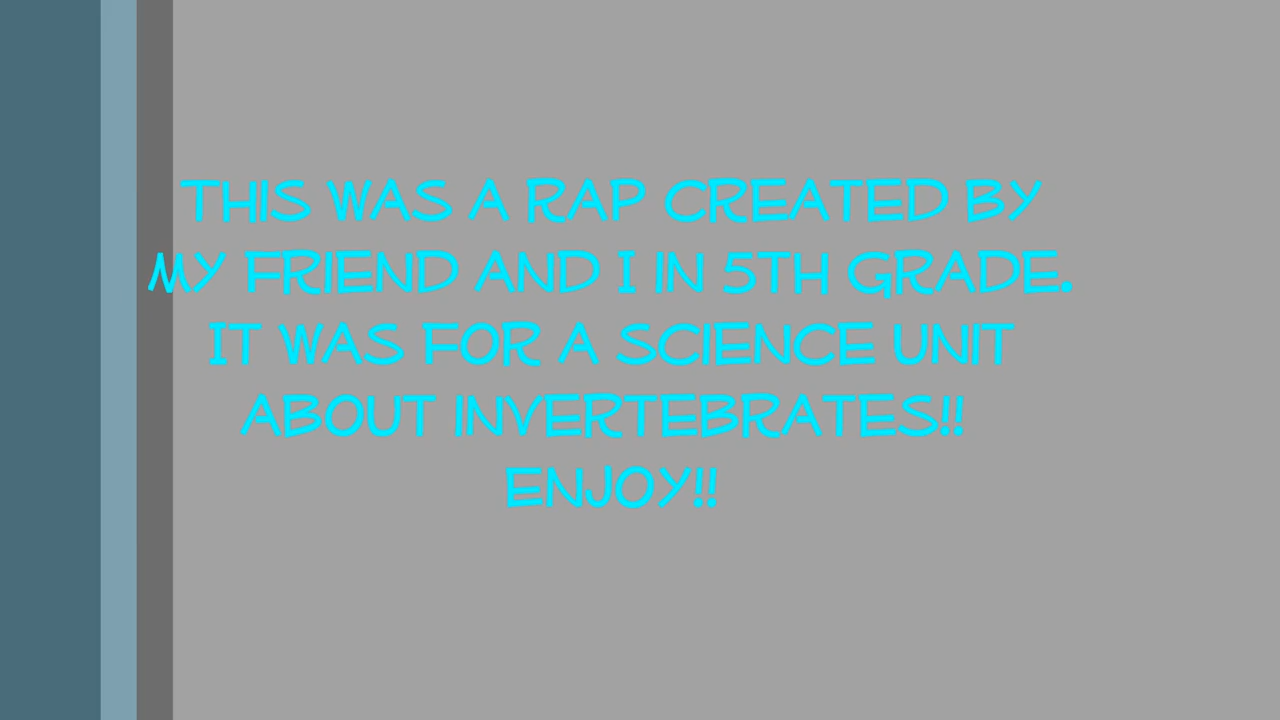 THIS WAS A RAP CREATED BY
MY FRIEND AND I IN 5TH GRADE.
IT WAS FOR A SCIENCE UNIT
ABOUT INVERTEBRATES!!
ENJOY!!